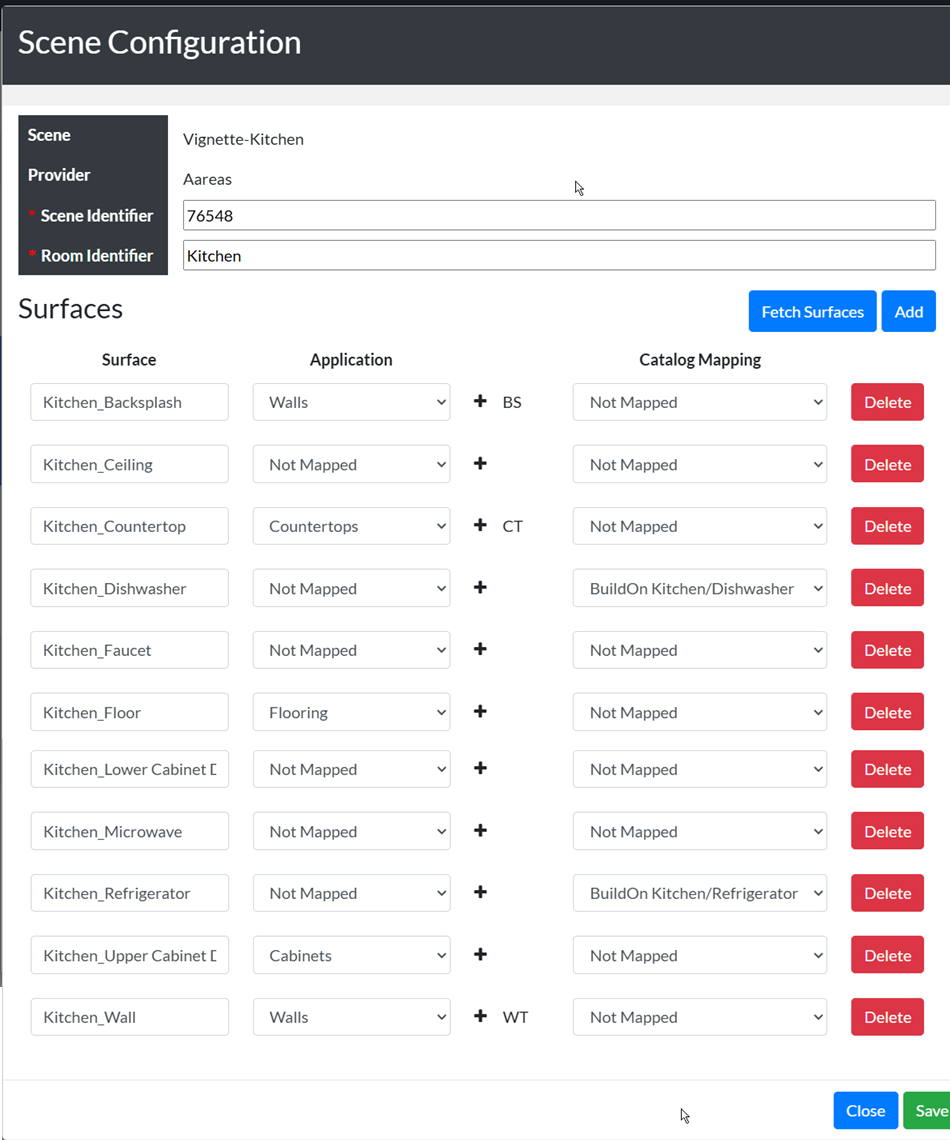 Scene Configuration
Scene
Vignette-Kitchen
Provider
Aareas
* Scene Identifier
76548
* Room Identifier
Kitchen
Surfaces
Fetch Surfaces
Add
Surface Application Catalog Mapping
Kitchen_Backsplash Walls + BS Not Mapped Delete
Kitchen_Ceiling Not Mapped + Not Mapped Delete
Kitchen_Countertop Countertops + CT Not Mapped Delete
Kitchen_Dishwasher Not Mapped + BuildOn Kitchen/Dishwasher Delete
Kitchen_Faucet Not Mapped + Not Mapped Delete
Kitchen_Floor Flooring + Not Mapped Delete
Kitchen_Lower Cabinet D Not Mapped + Not Mapped Delete
Kitchen_Microwave Not Mapped + Not Mapped Delete
Kitchen_Refrigerator Not Mapped + BuildOn Kitchen/Refrigerator Delete
Kitchen_Upper Cabinet D Cabinets + Not Mapped Delete
Kitchen_Wall Walls + WT Not Mapped Delete
Close
Save